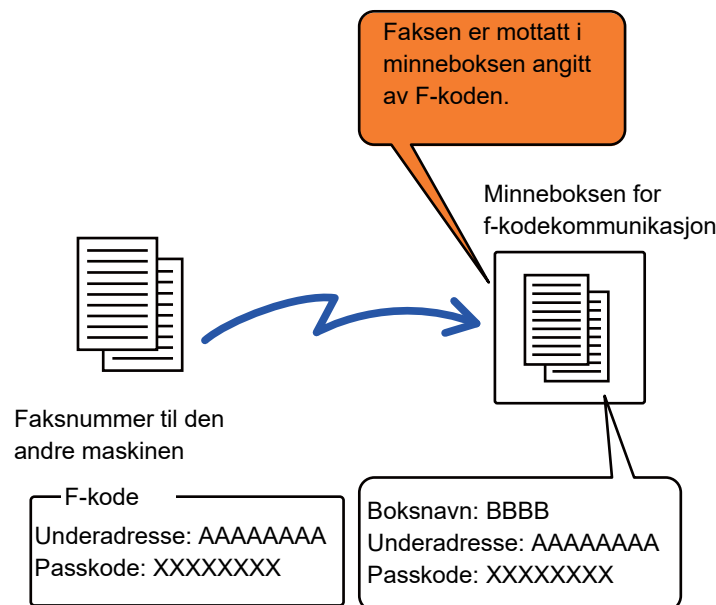 Faksen er mottatt i
minneboksen angitt
av F-koden.
Minneboksen for
f-kodekommunikasjon
Faksnummer til den
andre maskinen
F-kode
Underadresse: AAAAAAAA
Passkode: XXXXXXXX
Boksnavn: BBBB
Underadresse: AAAAAAAA
Passkode: XXXXXXXX